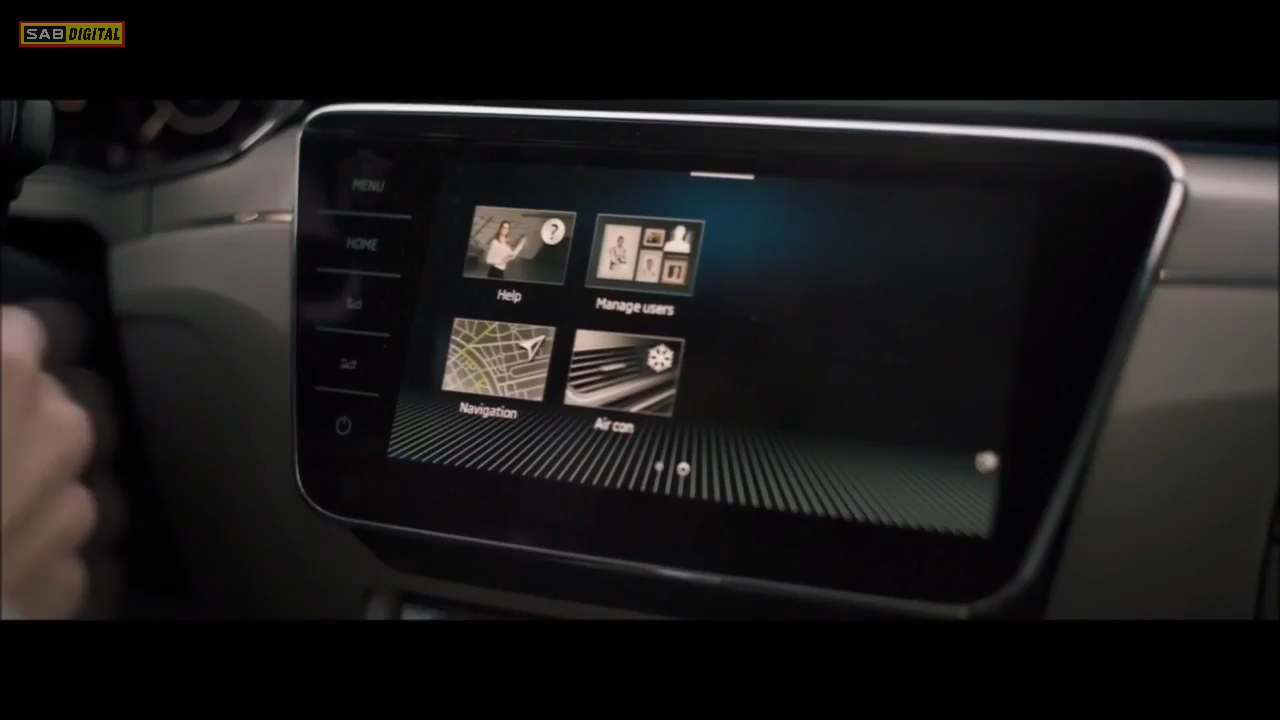 SAB DIGITAL
MENU
HOME
?
Help
Manage users
Navigation
Air con